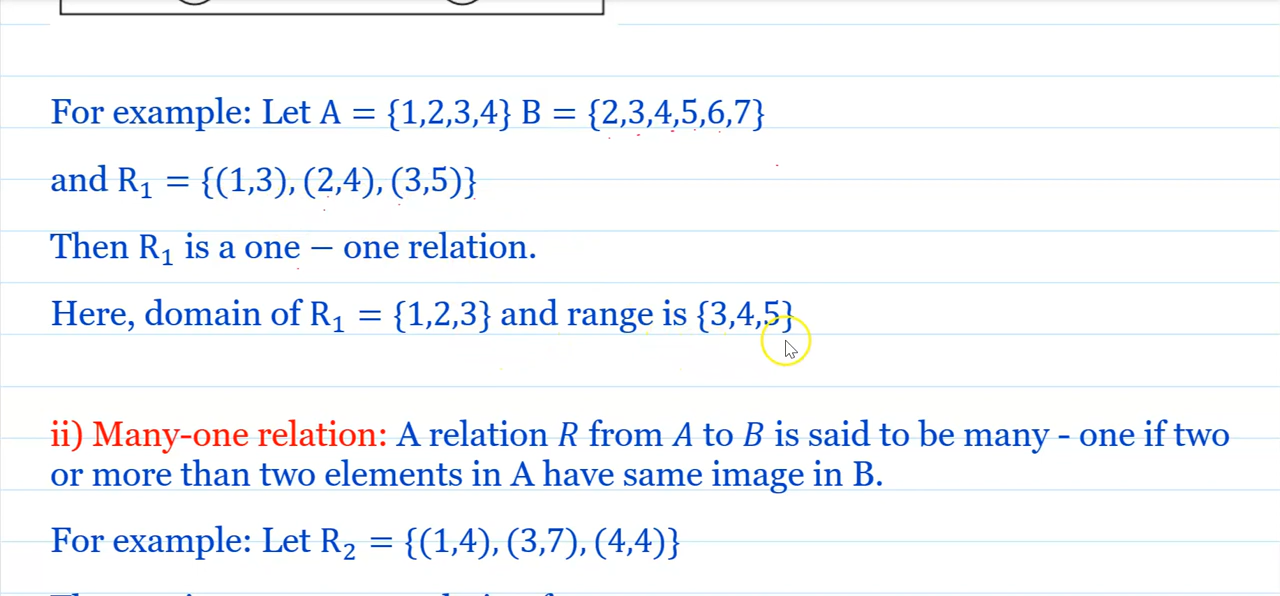 For example: Let A = {1,2,3,4} B = {2,3,4,5,6,7}
and R₁ = {(1,3), (2,4), (3,5)}
Then R₁ is a one – one relation.
Here, domain of R₁ = {1,2,3} and range is {3,4,5}
ii) Many-one relation: A relation R from A to B is said to be many - one if two
or more than two elements in A have same image in B.
For example: Let R₂ = {(1,4), (3,7), (4,4)}